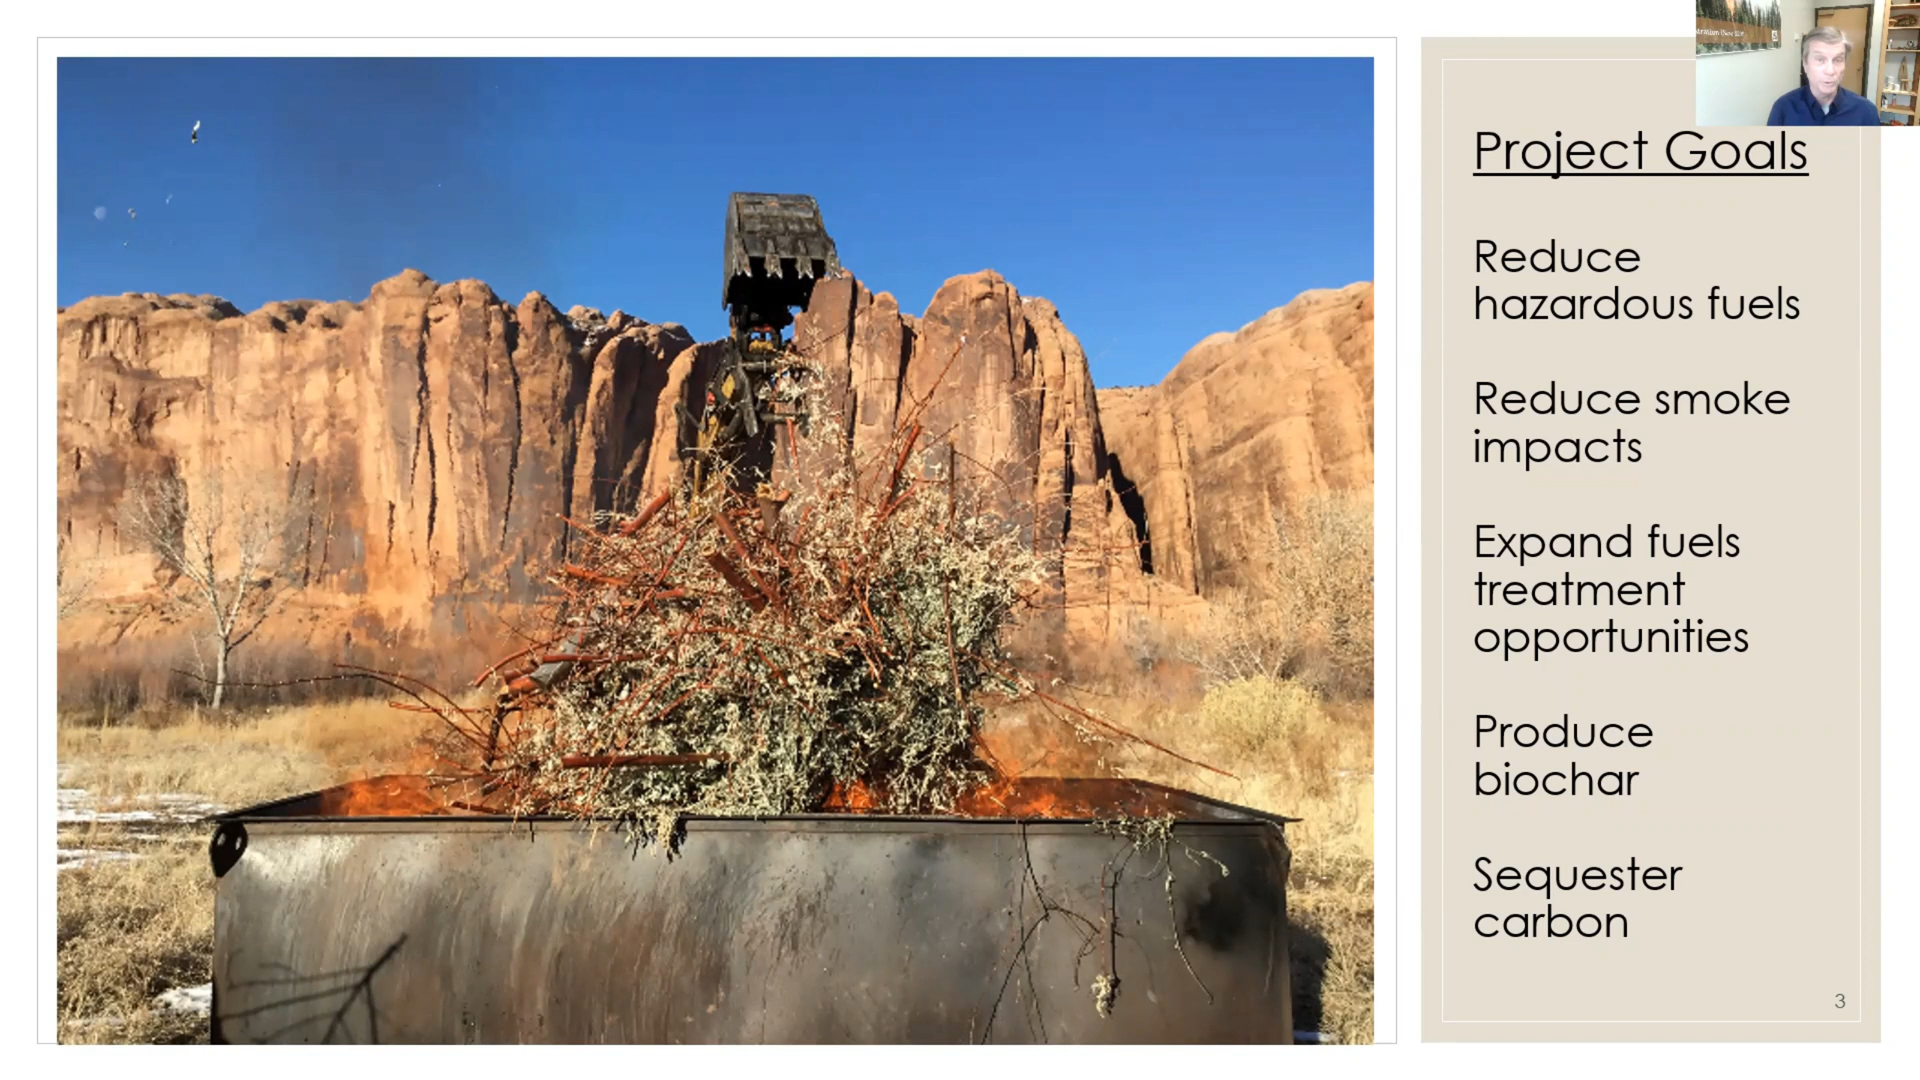 Project Goals
Reduce
hazardous fuels
Reduce smoke
impacts
Expand fuels
treatment
opportunities
Produce
biochar
Sequester
carbon
3